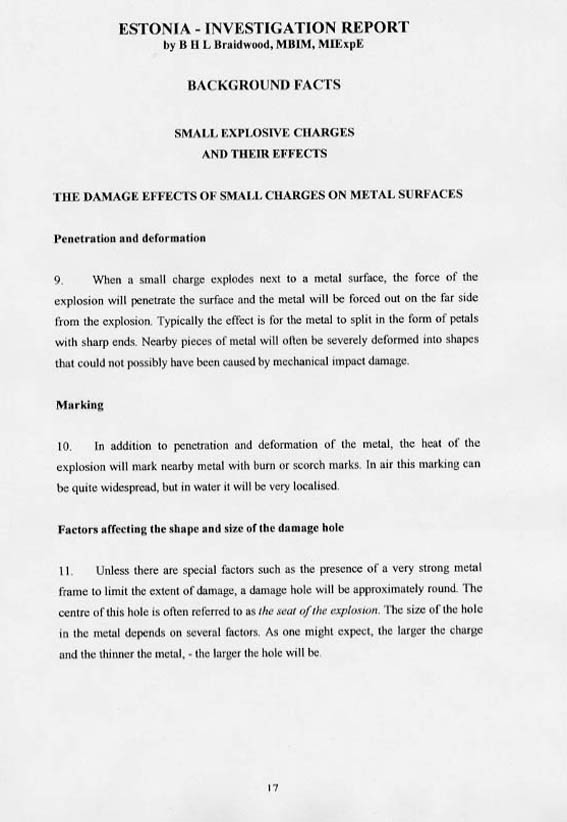 ESTONIA - INVESTIGATION REPORT
by B H L Braidwood, MBIM, MIExpE
BACKGROUND FACTS
SMALL EXPLOSIVE CHARGES
AND THEIR EFFECTS
THE DAMAGE EFFECTS OF SMALL CHARGES ON METAL SURFACES
Penetration and deformation
9. When a small charge explodes next to a metal surface, the force of the
explosion will penetrate the surface and the metal will be forced out on the far side
from the explosion. Typically the effect is for the metal to split in the form of petals
with sharp ends. Nearby pieces of metal will often be severely deformed into shapes
that could not possibly have been caused by mechanical impact damage.
Marking
10. In addition to penetration and deformation of the metal, the heat of the
explosion will mark nearby metal with burn or scorch marks. In air this marking can
be quite widespread, but in water it will be very localised.
Factors affecting the shape and size of the damage hole
11. Unless there are special factors such as the presence of a very strong metal
frame to limit the extent of damage, a damage hole will be approximately round. The
centre of this hole is often referred to as the seat of the explosion. The size of the hole
in the metal depends on several factors. As one might expect, the larger the charge
and the thinner the metal, - the larger the hole will be.
17